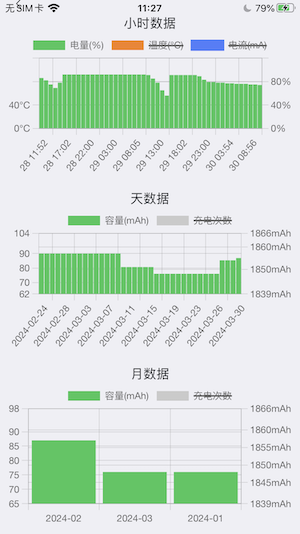 无SIM卡 11:27 79%
小时数据
电量(%) 温度(°C) 电流(mA)
80%
40°C 40%
0°C 0%
28 11:52 28 17:02 28 22:00 29 03:00 29 08:05 29 13:00 29 18:02 29 23:00 30 03:54 30 08:56
天数据
容量(mAh) 充电次数
104 1866mAh
1860mAh
90
80 1850mAh
70
62 1839mAh
2024-02-24 2024-02-28 2024-03-03 2024-03-07 2024-03-11 2024-03-15 2024-03-19 2024-03-23 2024-03-26 2024-03-30
月数据
容量(mAh) 充电次数
98 1866mAh
90 1860mAh
85 1855mAh
80 1850mAh
75
70 1845mAh
65 1839mAh
2024-02 2024-03 2024-01